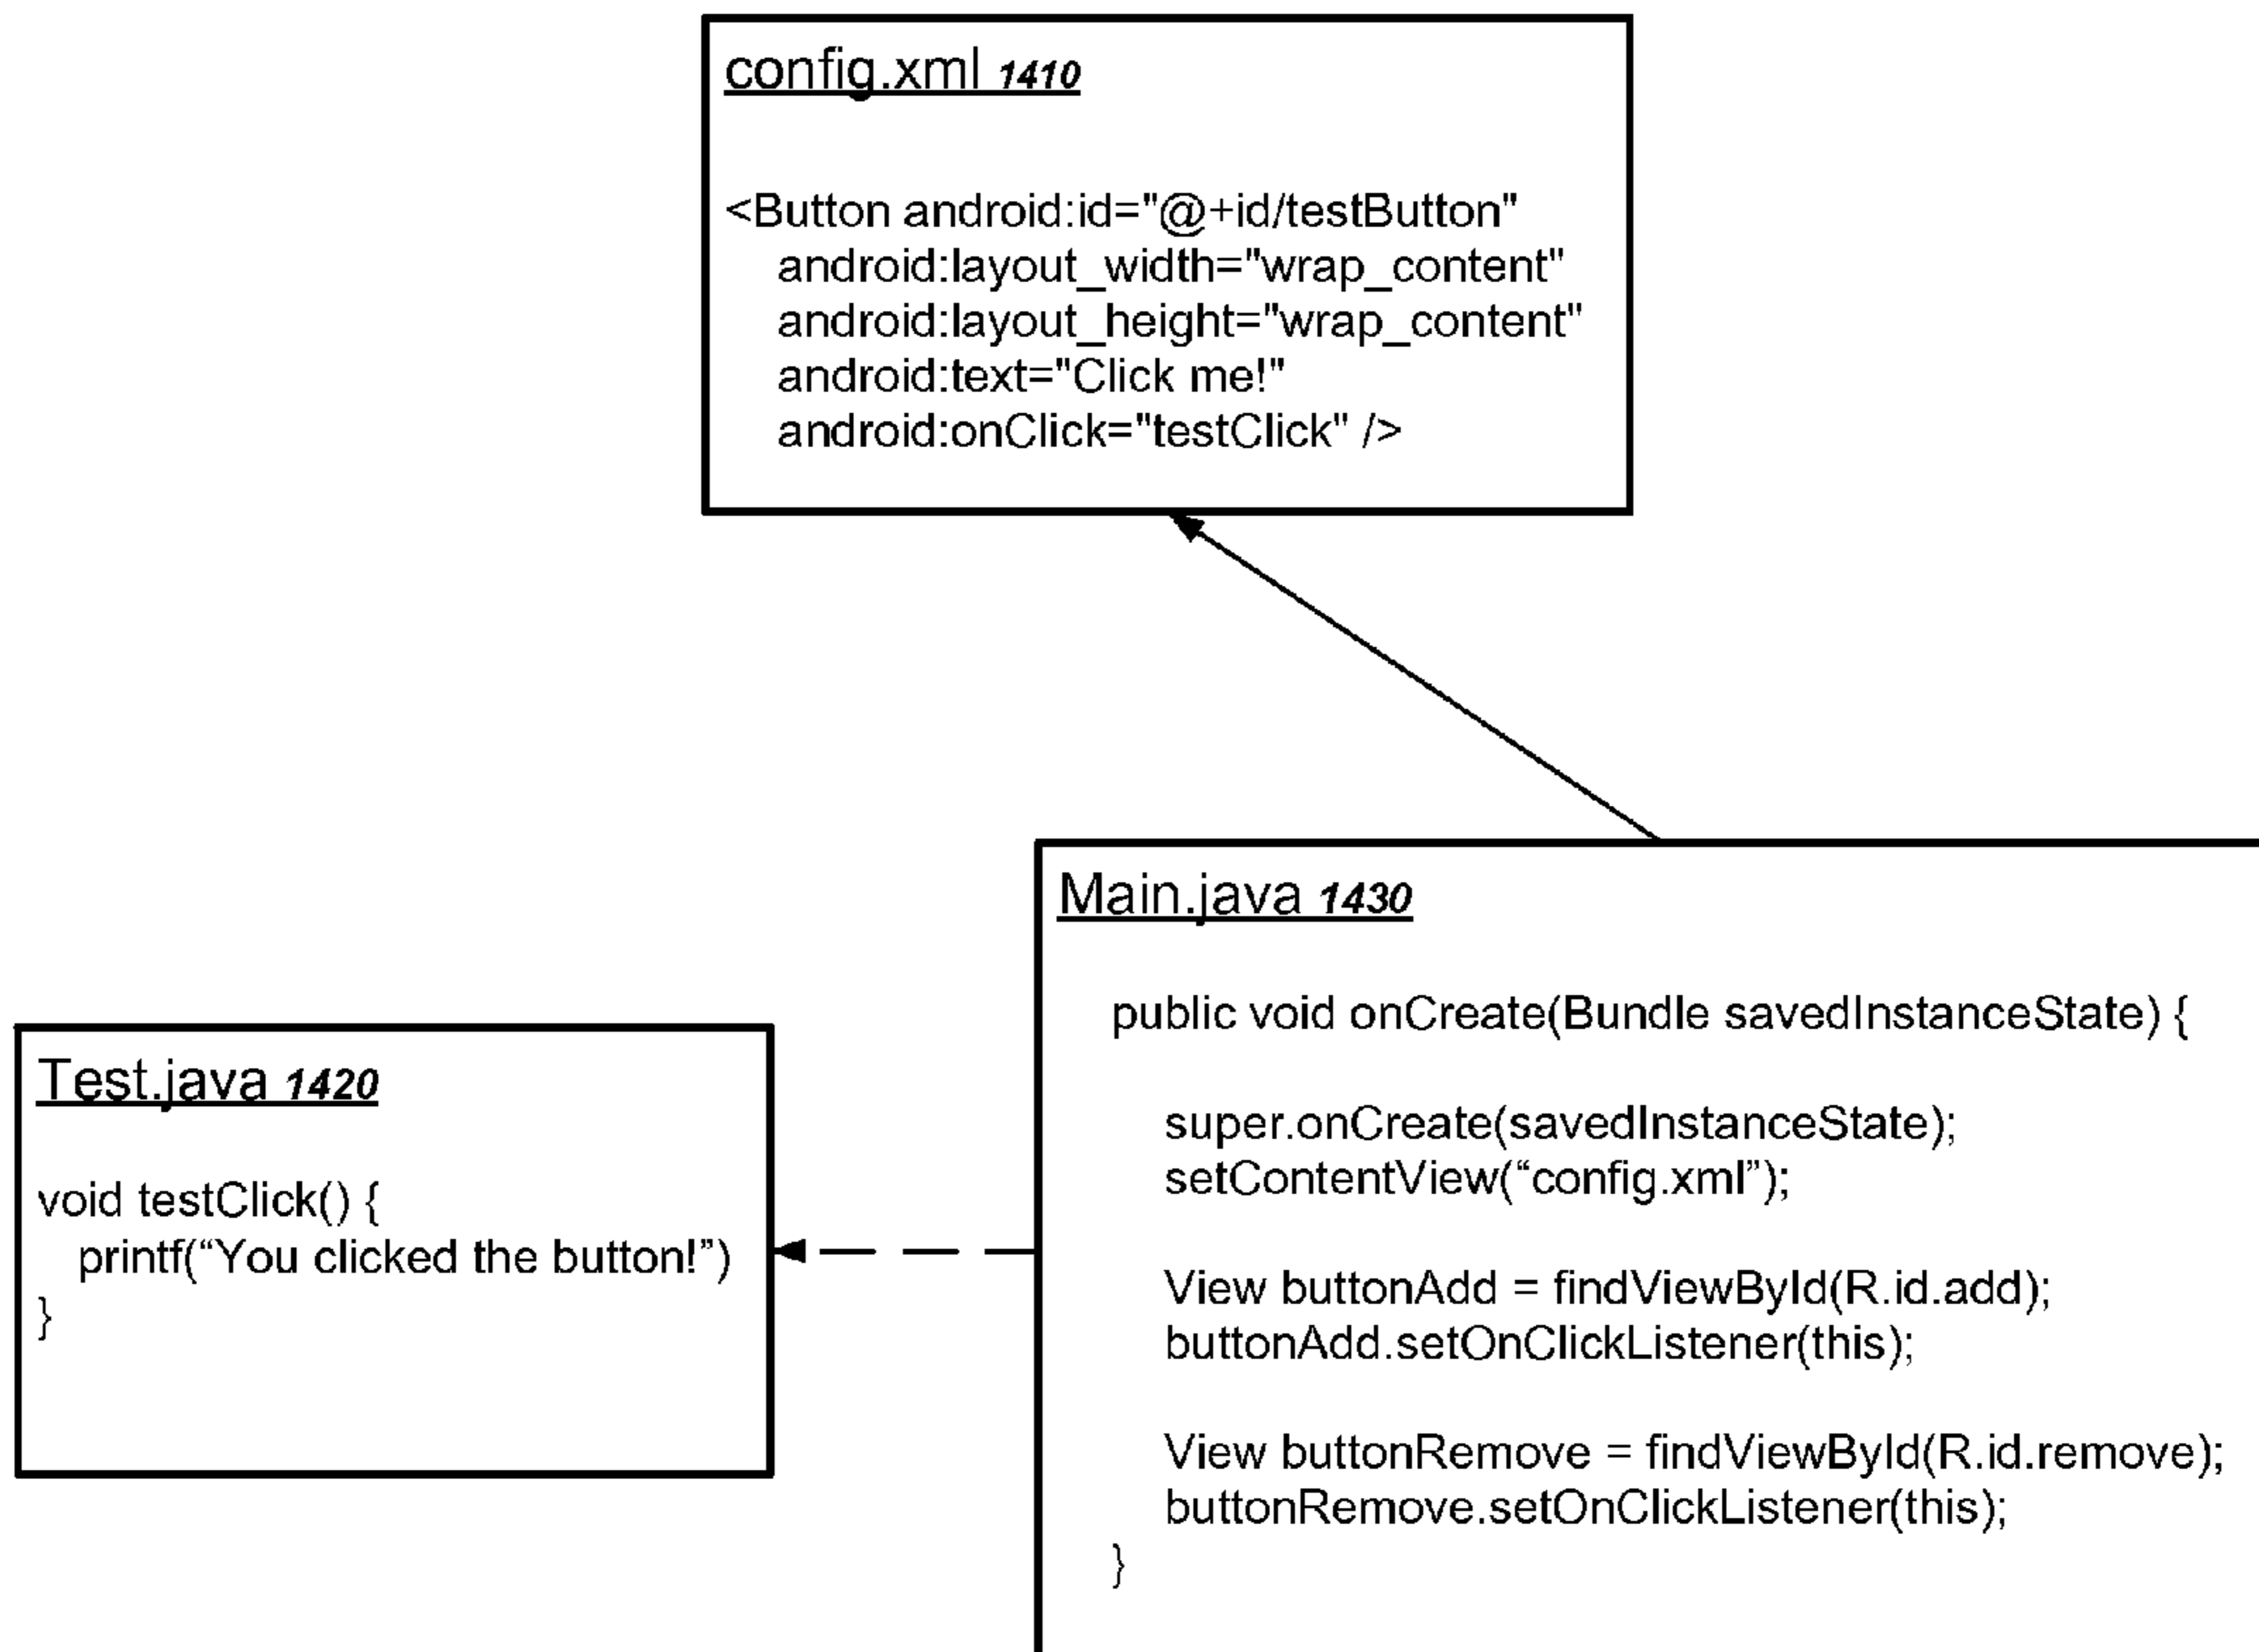 config.xml 1410
<Button android:id="@+id/testButton"
android:layout_width="wrap_content"
android:layout_height="wrap_content"
android:text="Click me!"
android:onClick="testClick" />
Main.java 1430
public void onCreate(Bundle savedInstanceState) {
super.onCreate(savedInstanceState);
setContentView(“config.xml”);
View buttonAdd = findViewById(R.id.add);
buttonAdd.setOnClickListener(this);
View buttonRemove = findViewById(R.id.remove);
buttonRemove.setOnClickListener(this);
}
Test.java 1420
void testClick() {
printf(“You clicked the button!”)
}